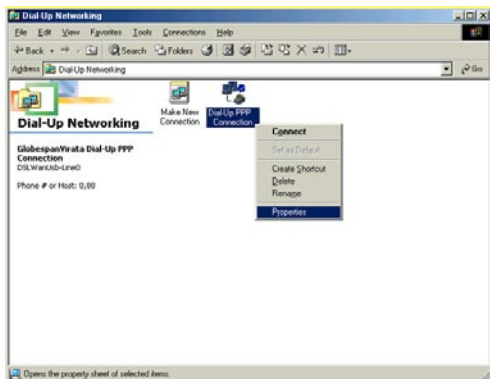 Dial-Up Networking
File Edit View Favorites Tools Connections Help
Back Search Folders
Address Dial-Up Networking Go
Dial-Up Networking
Make New Connection
Dial-Up PPP Connection
GlobespanVirata Dial-Up PPP
Connection
DSLWanUsb-Line0
Phone # or Host: 0,00
Connect
Set as Default
Create Shortcut
Delete
Rename
Properties
Opens the property sheet of selected items.